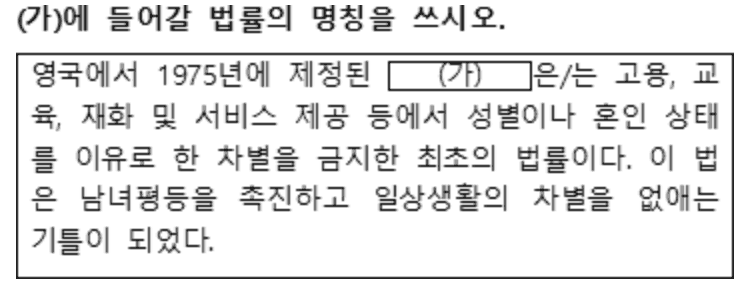 (가)에 들어갈 법률의 명칭을 쓰시오.
영국에서 1975년에 제정된 (가) 은/는 고용, 교
육, 재화 및 서비스 제공 등에서 성별이나 혼인 상태
를 이유로 한 차별을 금지한 최초의 법률이다. 이 법
은 남녀평등을 촉진하고 일상생활의 차별을 없애는
기틀이 되었다.